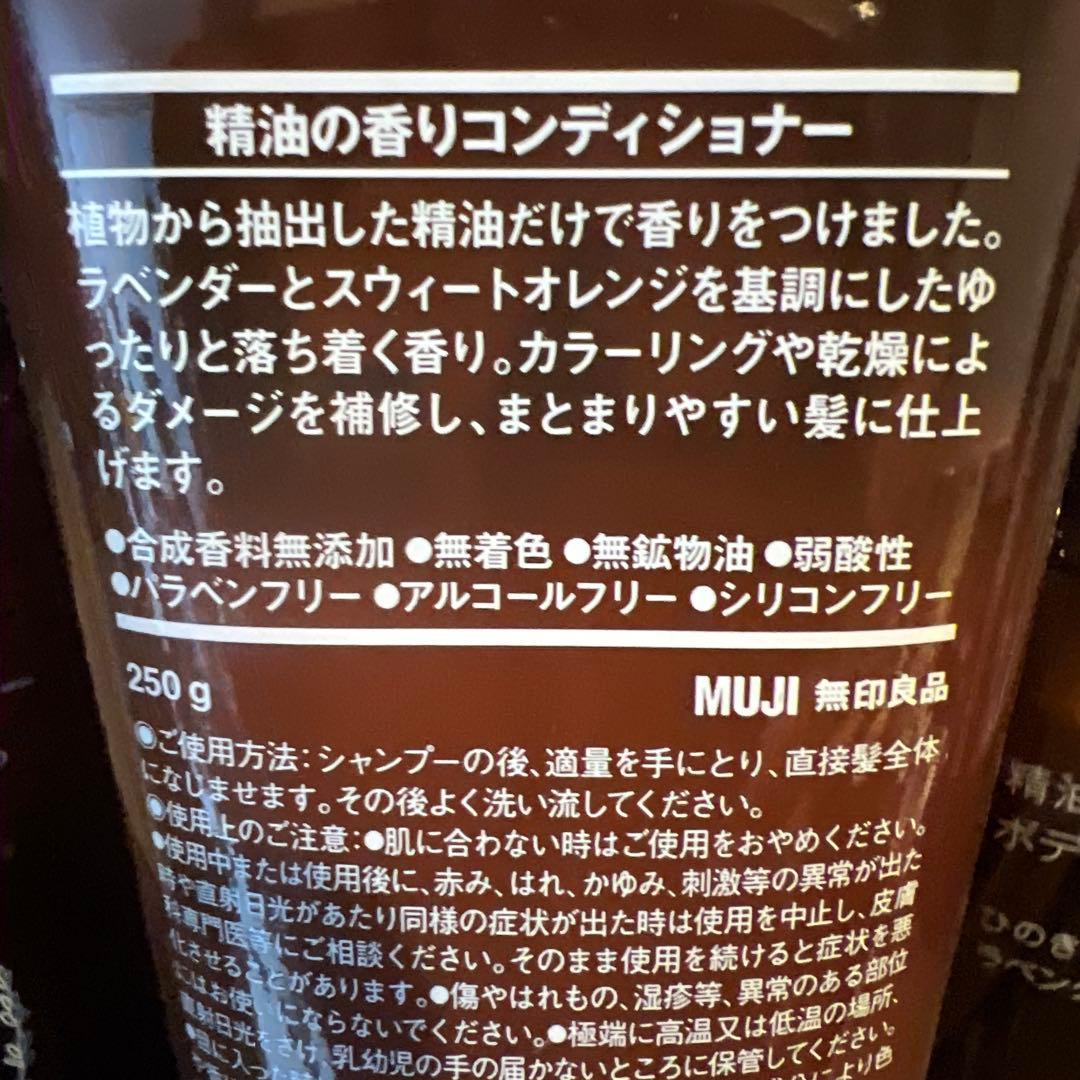 精油の香りコンディショナー
植物から抽出した精油だけで香りをつけました。
ラベンダーとスウィートオレンジを基調にしたゆ
ったりと落ち着く香り。カラーリングや乾燥によ
るダメージを補修し、まとまりやすい髪に仕上
げます。
●合成香料無添加 ●無着色 ●無鉱物油 ●弱酸性
●パラベンフリー ●アルコールフリー ●シリコンフリー
250 g
MUJI 無印良品
◉ご使用方法：シャンプーの後、適量を手にとり、直接髪全体
になじませます。その後よく洗い流してください。
◉使用上のご注意：●肌に合わない時はご使用をおやめください。
●使用中または使用後に、赤み、はれ、かゆみ、刺激等の異常が出た
時や直射日光があたり同様の症状が出た時は使用を中止し、皮膚
科専門医等にご相談ください。そのまま使用を続けると症状を悪
化させることがあります。●傷やはれもの、湿疹等、異常のある部位
にはお使いにならないでください。●極端に高温又は低温の場所、
直射日光をさけ、乳幼児の手の届かないところに保管してください。
●目に入った
により色
精油
ボデ
ひのき
ラベン